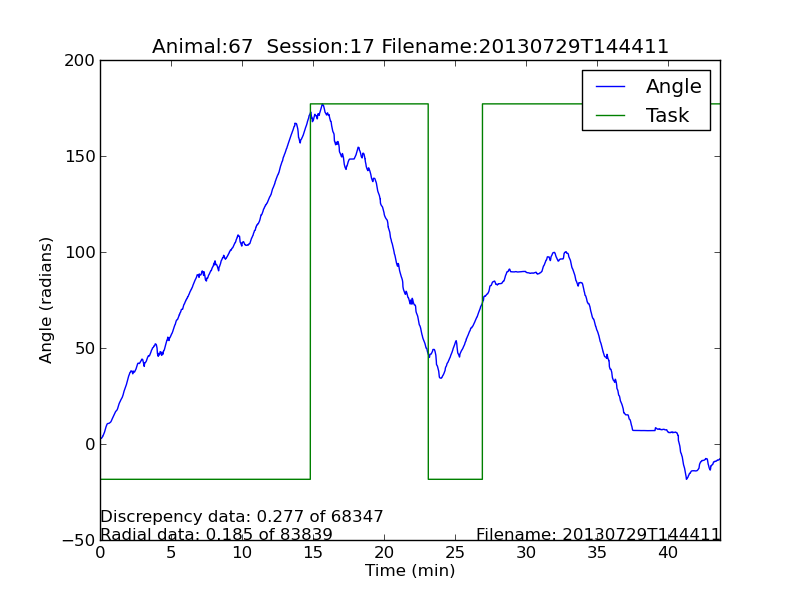 Animal:67  Session:17 Filename:20130729T144411
200
150
100
50
0
−50
Angle (radians)
Angle
Task
Discrepancy data: 0.277 of 68347
Radial data: 0.185 of 83839
Filename: 20130729T144411
0 5 10 15 20 25 30 35 40
Time (min)